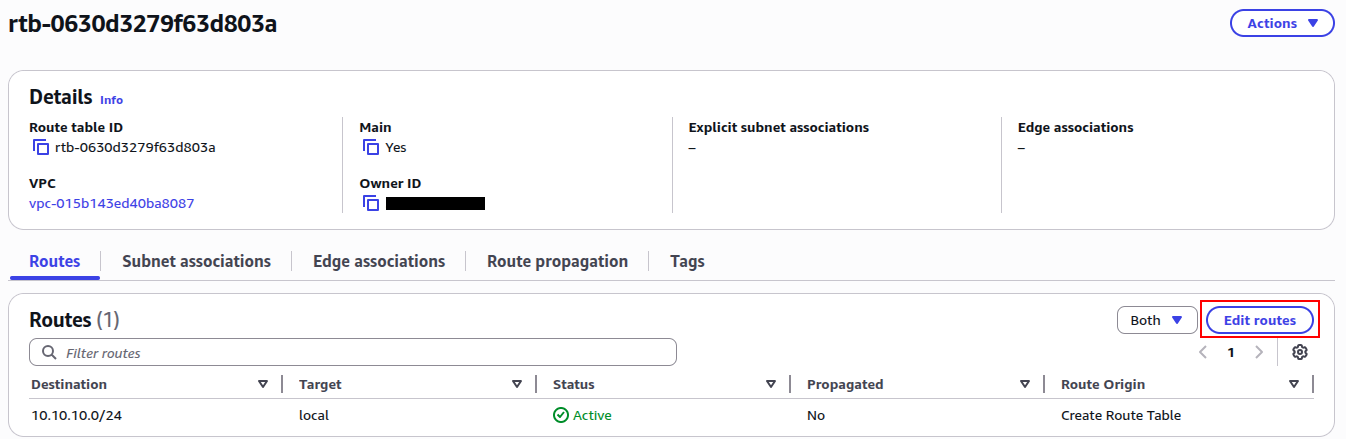 rtb-0630d3279f63d803a
Actions
Details Info
Route table ID
rtb-0630d3279f63d803a
VPC
vpc-015b143ed40ba8087
Main
Yes
Owner ID
Explicit subnet associations
–
Edge associations
–
Routes Subnet associations Edge associations Route propagation Tags
Routes (1)
Both Edit routes
Filter routes
1
Destination Target Status Propagated Route Origin
10.10.10.0/24 local Active No Create Route Table